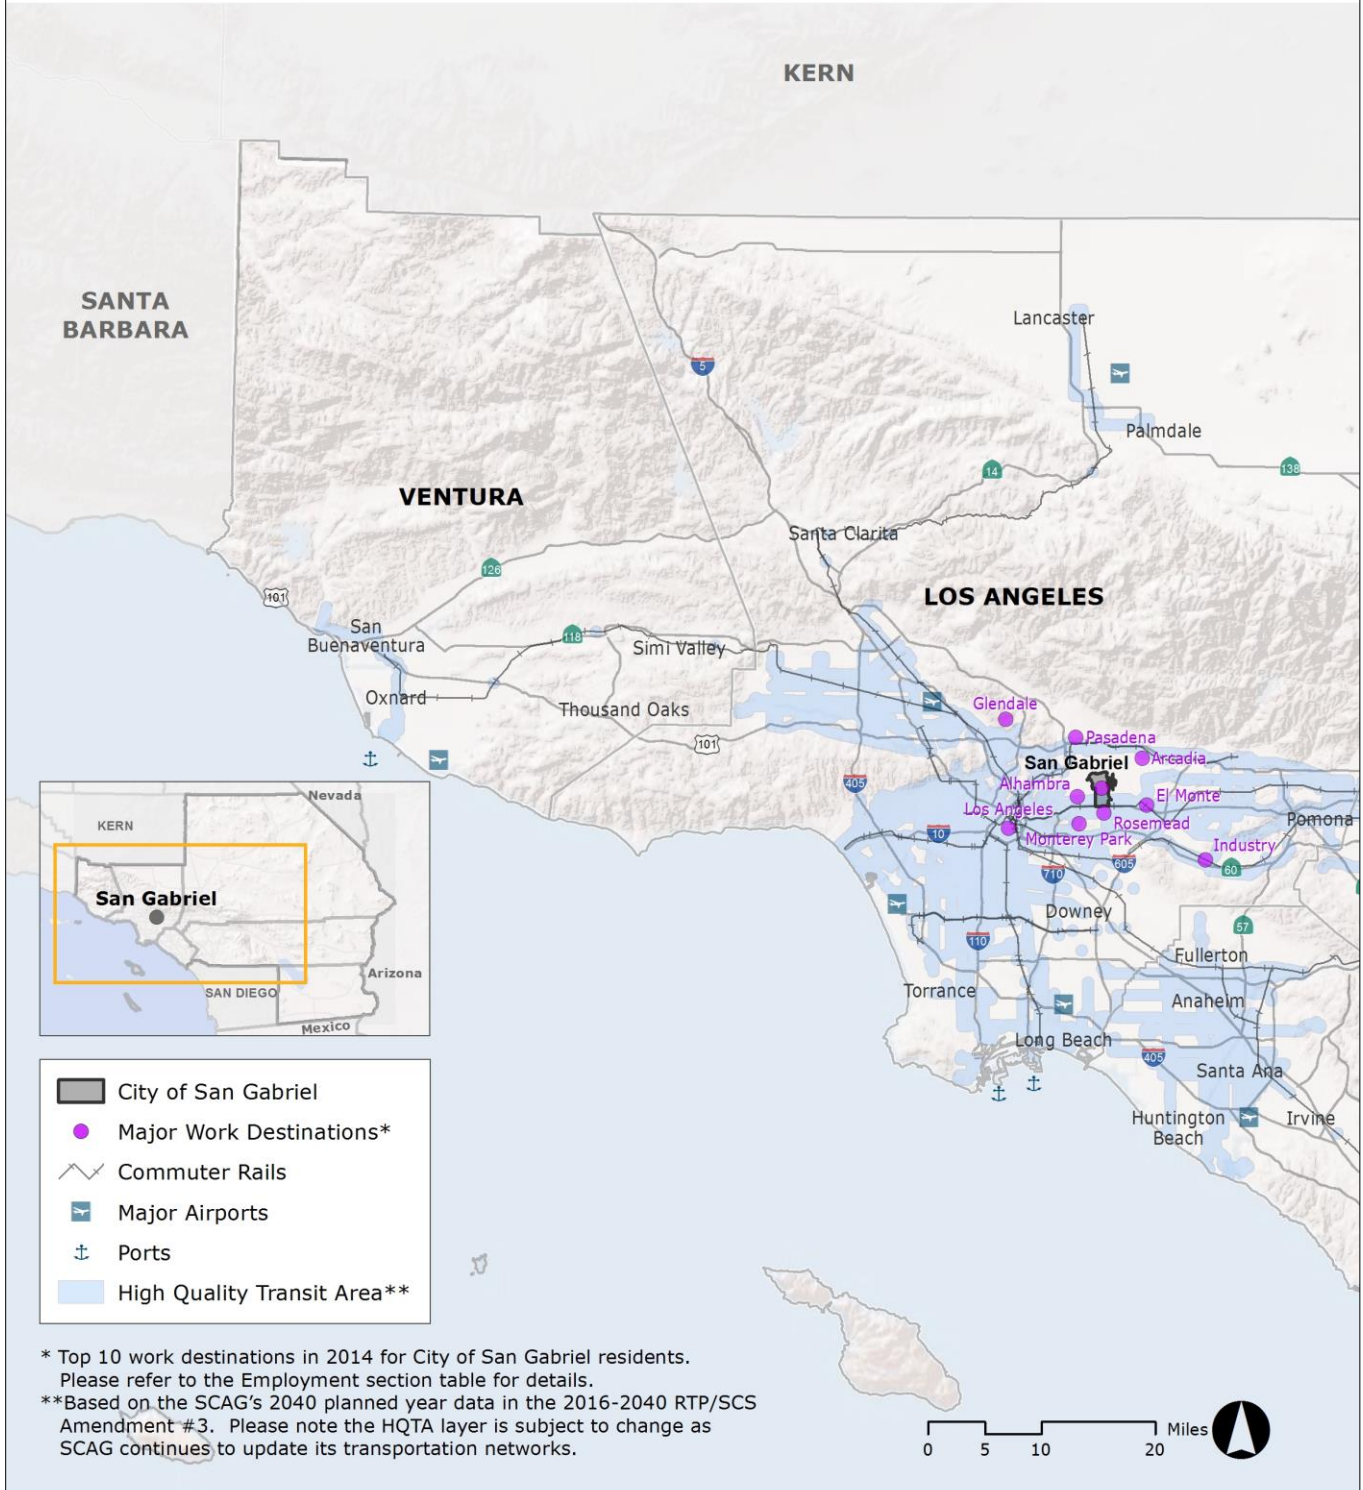 KERN
SANTA
BARBARA
Lancaster
5
Palmdale
14
138
VENTURA
Santa Clarita
126
LOS ANGELES
101
San
Buenaventura
118
Simi Valley
Oxnard
Thousand Oaks
101
Glendale
Pasadena
San Gabriel
Arcadia
405
Alhambra
El Monte
Los Angeles
Rosemead
Pomona
10
Monterey Park
Industry
605
60
710
Downey
57
110
Fullerton
Torrance
Anaheim
Long Beach
405
Santa Ana
Huntington
Beach
Irvine
Nevada
KERN
San Gabriel
Arizona
SAN DIEGO
Mexico
City of San Gabriel
Major Work Destinations*
Commuter Rails
Major Airports
Ports
High Quality Transit Area**
* Top 10 work destinations in 2014 for City of San Gabriel residents.
Please refer to the Employment section table for details.
**Based on the SCAG's 2040 planned year data in the 2016-2040 RTP/SCS
Amendment #3. Please note the HQTA layer is subject to change as
SCAG continues to update its transportation networks.
0 5 10 20 Miles